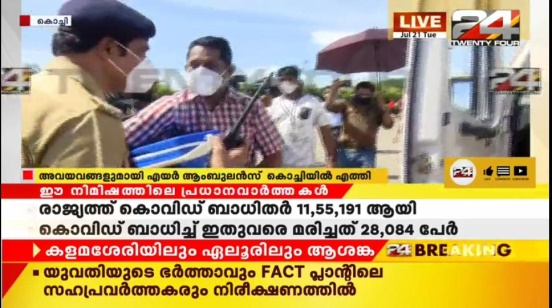 കൊച്ചി
LIVE
Jul 21 Tue
24
TWENTY FOUR
അവയവങ്ങളുമായി എയർ ആംബുലൻസ് കൊച്ചിയിൽ എത്തി
ഈ നിമിഷത്തിലെ പ്രധാനവാർത്തകൾ
രാജ്യത്ത് കൊവിഡ് ബാധിതർ 11,55,191 ആയി
കൊവിഡ് ബാധിച്ച് ഇതുവരെ മരിച്ചത് 28,084 പേർ
കളമശേരിയിലും ഏലൂരിലും ആശങ്ക
24 BREAKING
യുവതിയുടെ ഭർത്താവും FACT പ്ലാന്റിലെ
സഹപ്രവർത്തകരും നിരീക്ഷണത്തിൽ